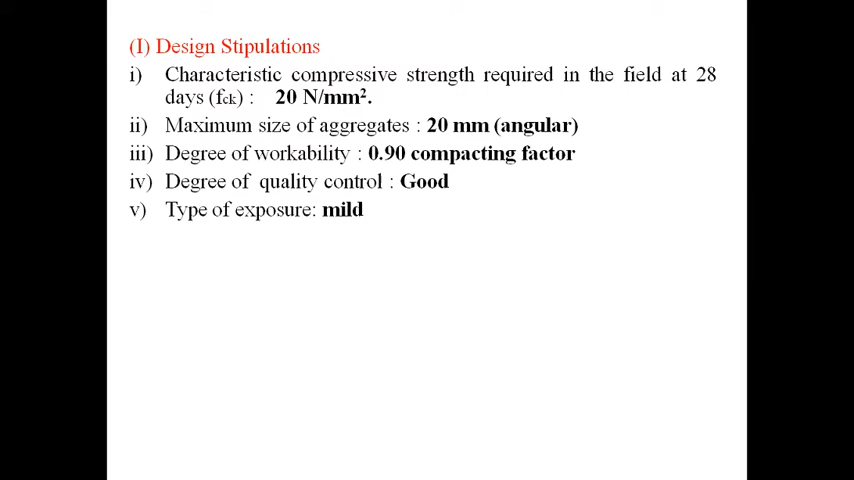 (I) Design Stipulations
i) Characteristic compressive strength required in the field at 28
days (fck) : 20 N/mm².
ii) Maximum size of aggregates : 20 mm (angular)
iii) Degree of workability : 0.90 compacting factor
iv) Degree of quality control : Good
v) Type of exposure: mild